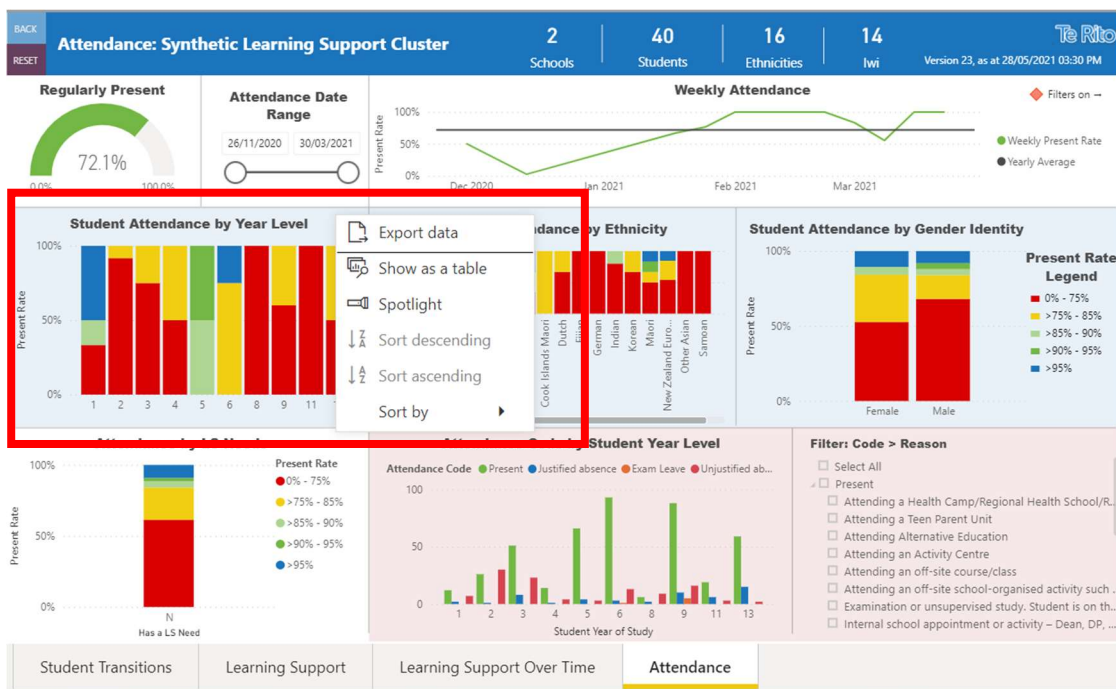 BACK
RESET
Attendance: Synthetic Learning Support Cluster
2
Schools
40
Students
16
Ethnicities
14
Iwi
Te Rito
Version 23, as at 28/05/2021 03:30 PM
Regularly Present
72.1%
0.0%
100.0%
Attendance Date
Range
26/11/2020
30/03/2021
Weekly Attendance
Filters on
Present Rate
100%
50%
0%
Dec 2020
Jan 2021
Feb 2021
Mar 2021
Weekly Present Rate
Yearly Average
Student Attendance by Year Level
Present Rate
100%
50%
0%
1 2 3 4 5 6 8 9 11
Export data
Show as a table
Spotlight
Sort descending
Sort ascending
Sort by
by Ethnicity
Cook Islands Maori
Dutch
German
Indian
Korean
Māori
New Zealand Euro...
Other Asian
Samoan
Student Attendance by Gender Identity
Present Rate
100%
50%
0%
Female
Male
Present Rate
Legend
0% - 75%
>75% - 85%
>85% - 90%
>90% - 95%
>95%
Present Rate
100%
50%
0%
N
Has a LS Need
Present Rate
0% - 75%
>75% - 85%
>85% - 90%
>90% - 95%
>95%
Student Year Level
Attendance Code Present Justified absence Exam Leave Unjustified ab...
100
50
0
1 2 3 4 5 6 8 9 11 13
Student Year of Study
Filter: Code > Reason
Select All
Present
Attending a Health Camp/Regional Health School/R...
Attending a Teen Parent Unit
Attending Alternative Education
Attending an Activity Centre
Attending an off-site course/class
Attending an off-site school-organised activity such ...
Examination or unsupervised study. Student is on th...
Internal school appointment or activity – Dean, DP, ...
Student Transitions
Learning Support
Learning Support Over Time
Attendance